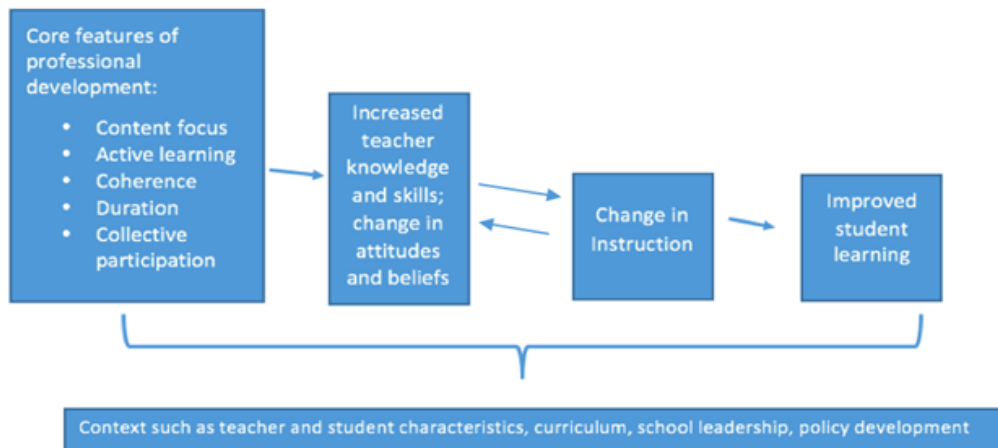 Core features of
professional
development:
• Content focus
• Active learning
• Coherence
• Duration
• Collective
participation
Increased
teacher
knowledge
and skills;
change in
attitudes
and beliefs
Change in
Instruction
Improved
student
learning
Context such as teacher and student characteristics, curriculum, school leadership, policy development